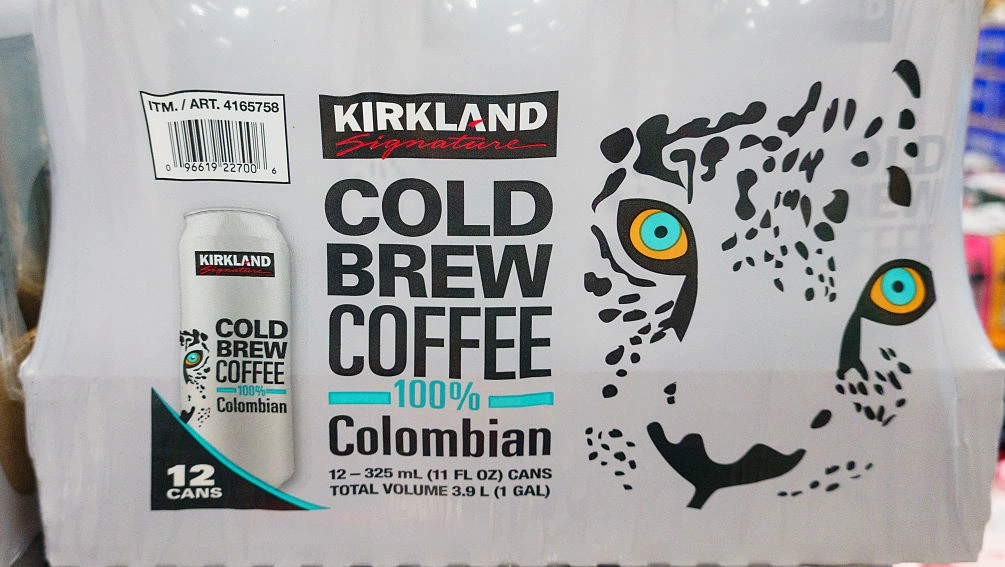 ITM. / ART. 4165758
0 96619 22700 6
KIRKLAND
Signature
COLD
BREW
COFFEE
100%
Colombian
12 – 325 mL (11 FL OZ) CANS
TOTAL VOLUME 3.9 L (1 GAL)
KIRKLAND
Signature
COLD
BREW
COFFEE
100%
Colombian
12
CANS